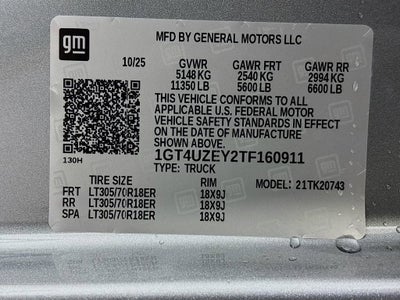 gm
MFD BY GENERAL MOTORS LLC
10/25 GVWR GAWR FRT GAWR RR
5148 KG 2540 KG 2994 KG
11350 LB 5600 LB 6600 LB
THIS VEHICLE CONFORMS TO ALL
APPLICABLE U.S. FEDERAL MOTOR
VEHICLE SAFETY STANDARDS IN EFFECT
ON THE DATE OF MANUFACTURE
SHOWN ABOVE.
130H 1GT4UZEY2TF160911
TYPE: TRUCK
TIRE SIZE RIM MODEL: 21TK20743
FRT LT305/70R18ER 18X9J
RR LT305/70R18ER 18X9J
SPA LT305/70R18ER 18X9J